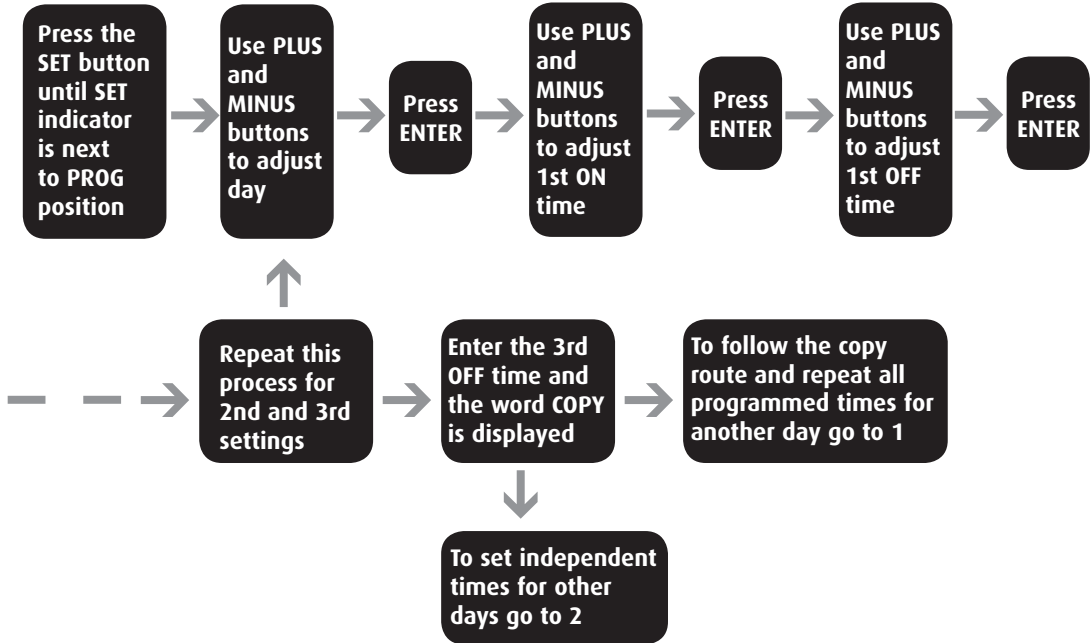 Press the
SET button
until SET
indicator
is next
to PROG
position
Use PLUS
and
MINUS
buttons
to adjust
day
Press
ENTER
Use PLUS
and
MINUS
buttons
to adjust
1st ON
time
Press
ENTER
Use PLUS
and
MINUS
buttons
to adjust
1st OFF
time
Press
ENTER
Repeat this
process for
2nd and 3rd
settings
Enter the 3rd
OFF time and
the word COPY
is displayed
To follow the copy
route and repeat all
programmed times for
another day go to 1
To set independent
times for other
days go to 2